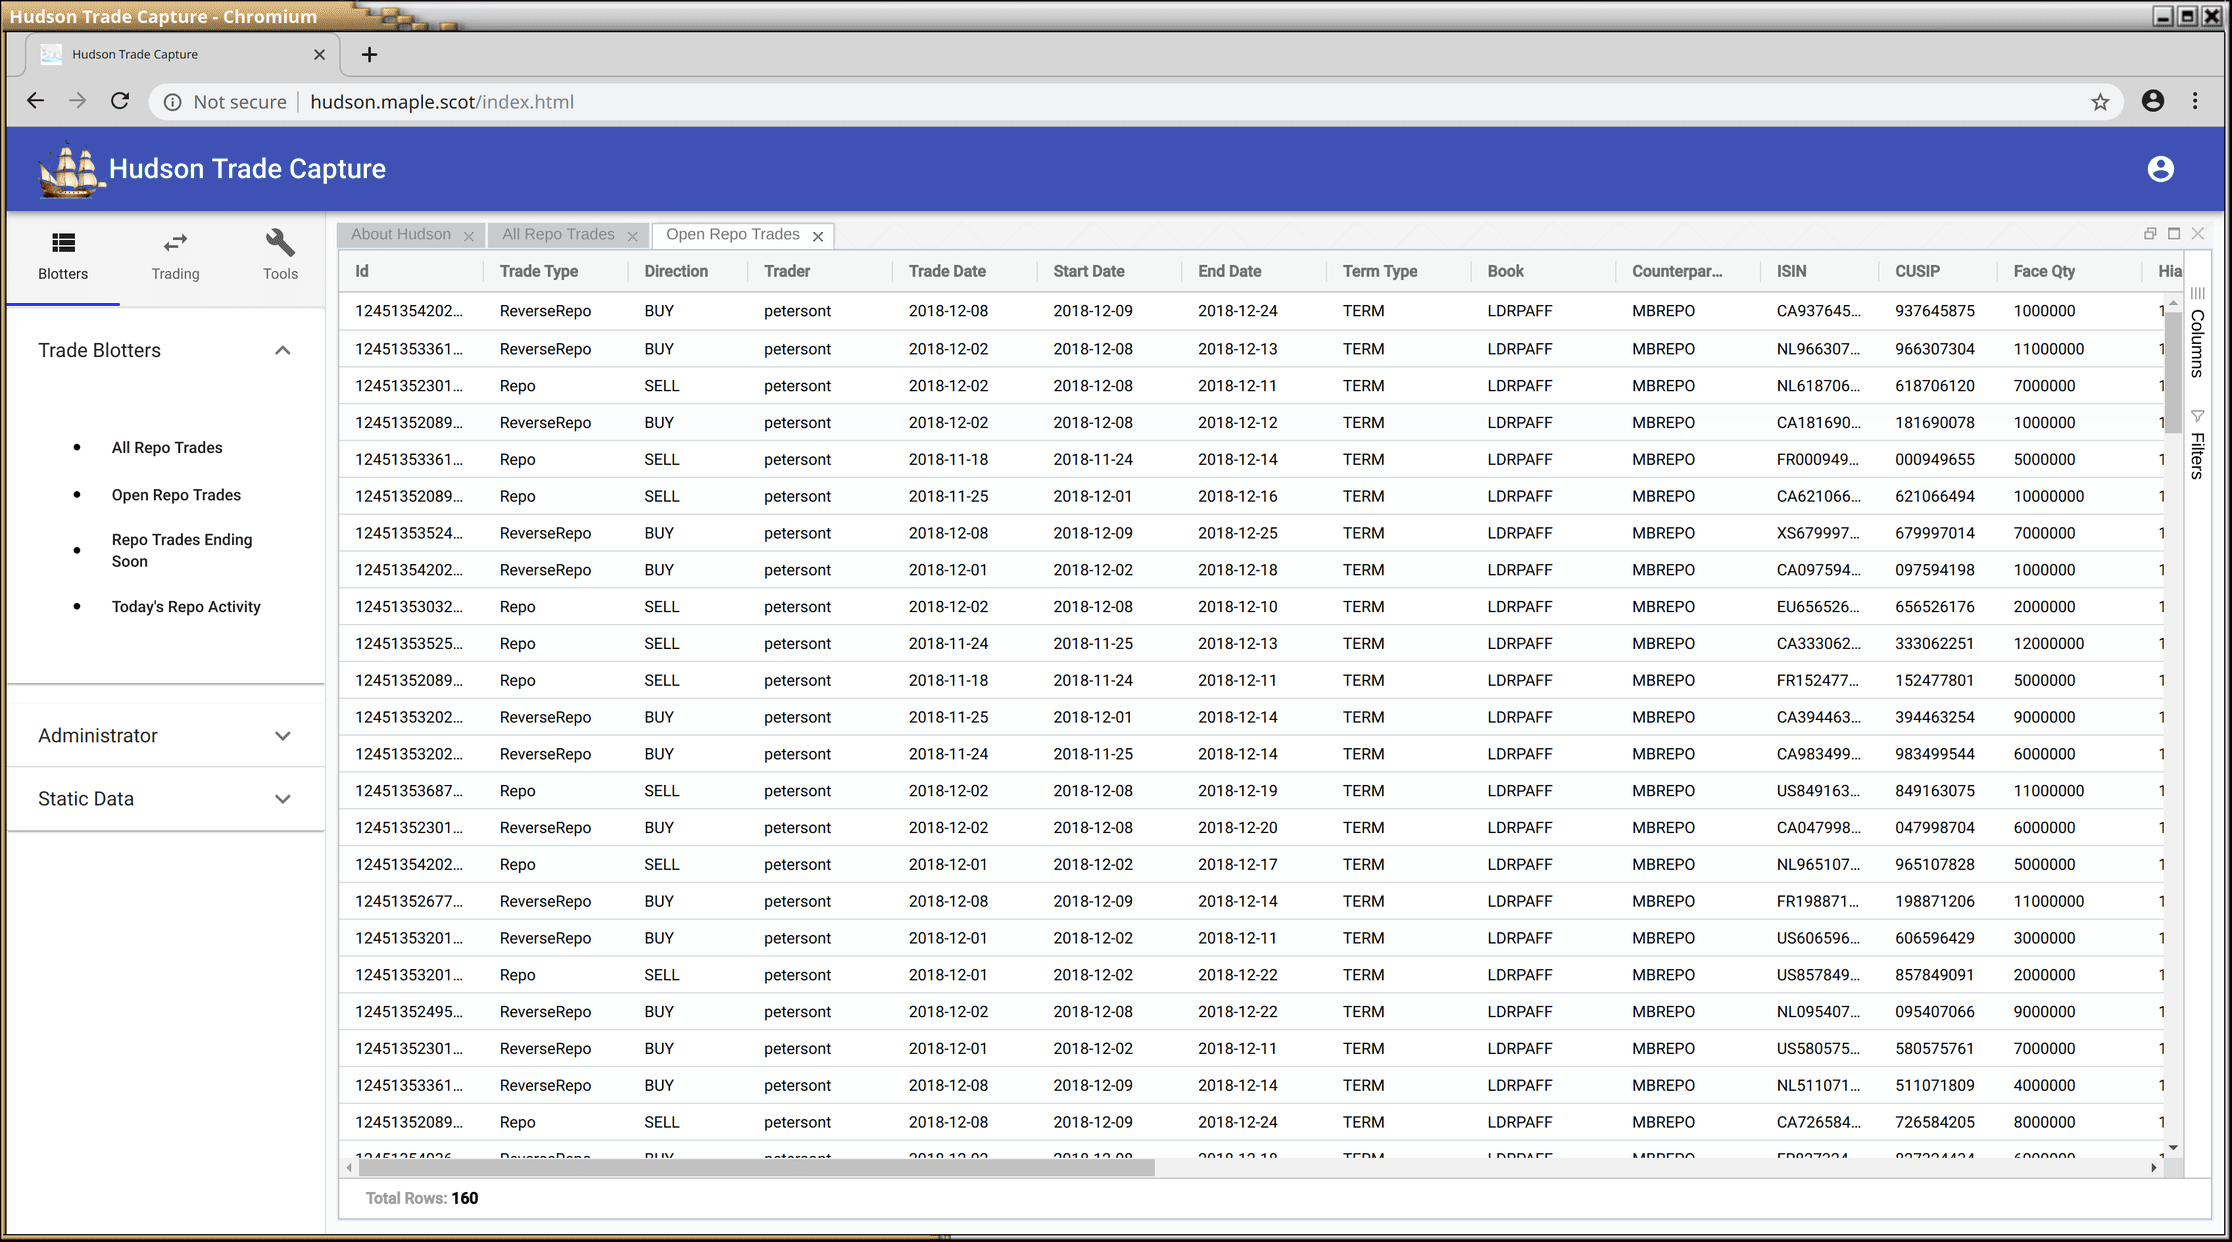 Hudson Trade Capture - Chromium
Hudson Trade Capture
Not secure hudson.maple.scot/index.html
Hudson Trade Capture
Blotters Trading Tools
Trade Blotters
All Repo Trades
Open Repo Trades
Repo Trades Ending
Soon
Today's Repo Activity
Administrator
Static Data
About Hudson All Repo Trades Open Repo Trades
Id Trade Type Direction Trader Trade Date Start Date End Date Term Type Book Counterpar... ISIN CUSIP Face Qty Hia
12451354202... ReverseRepo BUY petersont 2018-12-08 2018-12-09 2018-12-24 TERM LDRPAFF MBREPO CA937645... 937645875 1000000 1
12451353361... ReverseRepo BUY petersont 2018-12-02 2018-12-08 2018-12-13 TERM LDRPAFF MBREPO NL966307... 966307304 11000000 1
12451352301... Repo SELL petersont 2018-12-02 2018-12-08 2018-12-11 TERM LDRPAFF MBREPO NL618706... 618706120 7000000 1
12451352089... ReverseRepo BUY petersont 2018-12-02 2018-12-08 2018-12-12 TERM LDRPAFF MBREPO CA181690... 181690078 1000000 1
12451353361... Repo SELL petersont 2018-11-18 2018-11-24 2018-12-14 TERM LDRPAFF MBREPO FR000949... 000949655 5000000 1
12451352089... Repo SELL petersont 2018-11-25 2018-12-01 2018-12-16 TERM LDRPAFF MBREPO CA621066... 621066494 10000000 1
12451353524... ReverseRepo BUY petersont 2018-12-08 2018-12-09 2018-12-25 TERM LDRPAFF MBREPO XS679997... 679997014 7000000 1
12451354202... ReverseRepo BUY petersont 2018-12-01 2018-12-02 2018-12-18 TERM LDRPAFF MBREPO CA097594... 097594198 1000000 1
12451353032... Repo SELL petersont 2018-12-02 2018-12-08 2018-12-10 TERM LDRPAFF MBREPO EU656526... 656526176 2000000 1
12451353525... Repo SELL petersont 2018-11-24 2018-11-25 2018-12-13 TERM LDRPAFF MBREPO CA333062... 333062251 12000000 1
12451352089... Repo SELL petersont 2018-11-18 2018-11-24 2018-12-11 TERM LDRPAFF MBREPO FR152477... 152477801 5000000 1
12451353202... ReverseRepo BUY petersont 2018-11-25 2018-12-01 2018-12-14 TERM LDRPAFF MBREPO CA394463... 394463254 9000000 1
12451353202... ReverseRepo BUY petersont 2018-11-24 2018-11-25 2018-12-14 TERM LDRPAFF MBREPO CA983499... 983499544 6000000 1
12451353687... Repo SELL petersont 2018-12-02 2018-12-08 2018-12-19 TERM LDRPAFF MBREPO US849163... 849163075 11000000 1
12451352301... ReverseRepo BUY petersont 2018-12-02 2018-12-08 2018-12-20 TERM LDRPAFF MBREPO CA047998... 047998704 6000000 1
12451354202... Repo SELL petersont 2018-12-01 2018-12-02 2018-12-17 TERM LDRPAFF MBREPO NL965107... 965107828 5000000 1
12451352677... ReverseRepo BUY petersont 2018-12-08 2018-12-09 2018-12-14 TERM LDRPAFF MBREPO FR198871... 198871206 11000000 1
12451353201... ReverseRepo BUY petersont 2018-12-01 2018-12-02 2018-12-11 TERM LDRPAFF MBREPO US606596... 606596429 3000000 1
12451353201... Repo SELL petersont 2018-12-01 2018-12-02 2018-12-22 TERM LDRPAFF MBREPO US857849... 857849091 2000000 1
12451352495... ReverseRepo BUY petersont 2018-12-02 2018-12-08 2018-12-22 TERM LDRPAFF MBREPO NL095407... 095407066 9000000 1
12451352301... ReverseRepo BUY petersont 2018-12-01 2018-12-02 2018-12-11 TERM LDRPAFF MBREPO US580575... 580575761 7000000 1
12451353361... ReverseRepo BUY petersont 2018-12-08 2018-12-09 2018-12-14 TERM LDRPAFF MBREPO NL511071... 511071809 4000000 1
12451352089... Repo SELL petersont 2018-12-08 2018-12-09 2018-12-24 TERM LDRPAFF MBREPO CA726584... 726584205 8000000 1
Columns
Filters
Total Rows: 160